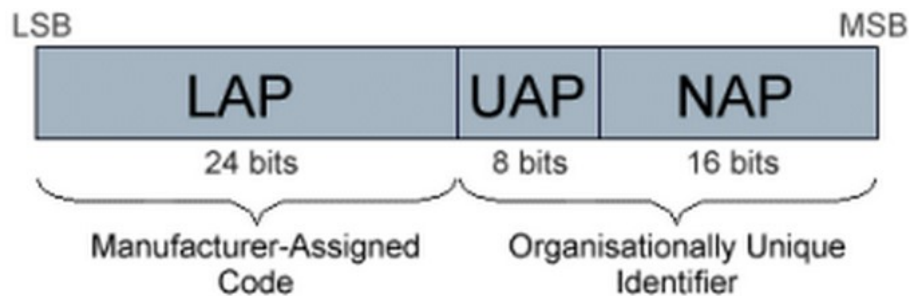 LSB MSB
LAP UAP NAP
24 bits 8 bits 16 bits
Manufacturer-Assigned Organisationally Unique
Code Identifier